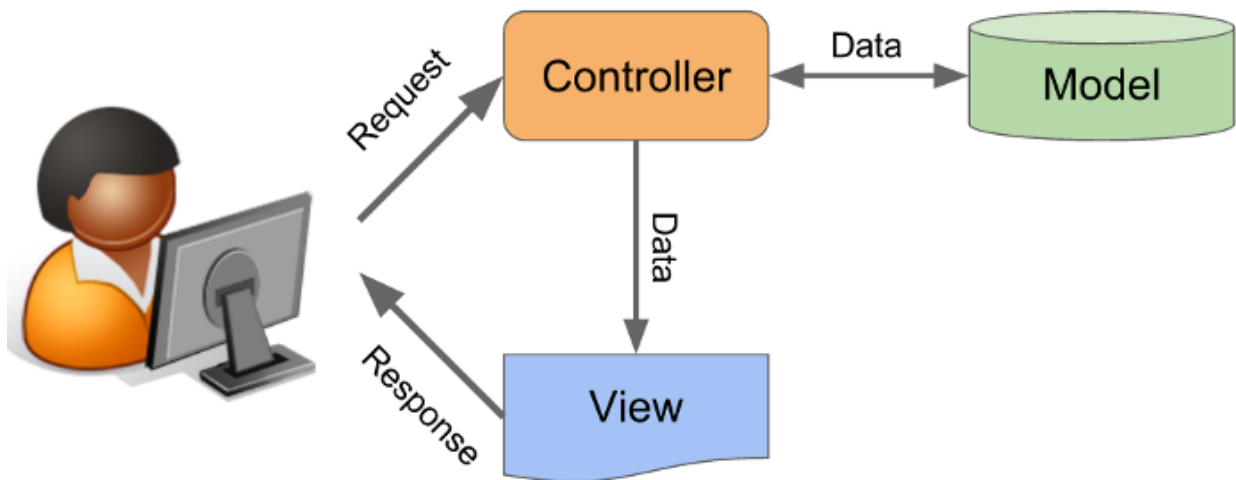 Request
Controller
Data
Model
Data
Response
View